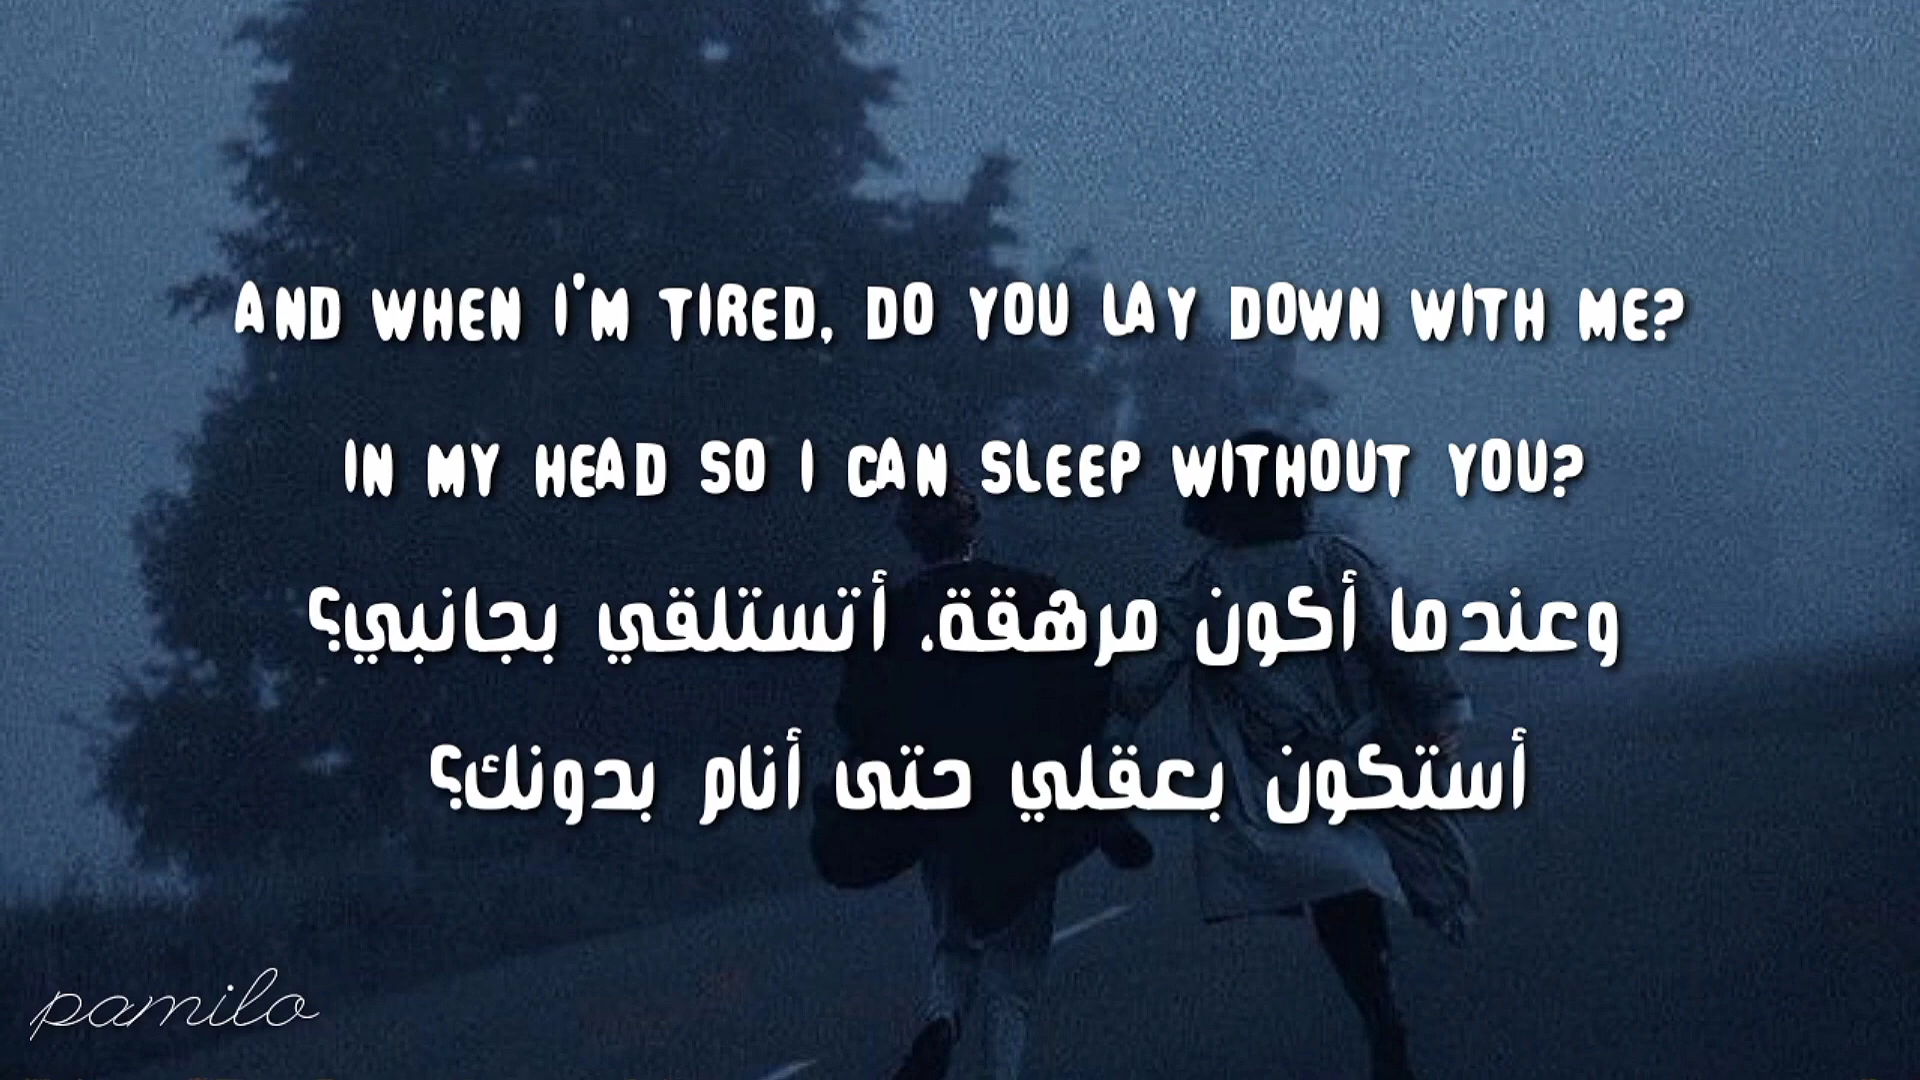 AND WHEN I'M TIRED, DO YOU LAY DOWN WITH ME?
IN MY HEAD SO I CAN SLEEP WITHOUT YOU?
وعندما أكون مرهقة، أتستلقي بجانبي؟
أستكون بعقلي حتى أنام بدونك؟
pamilo